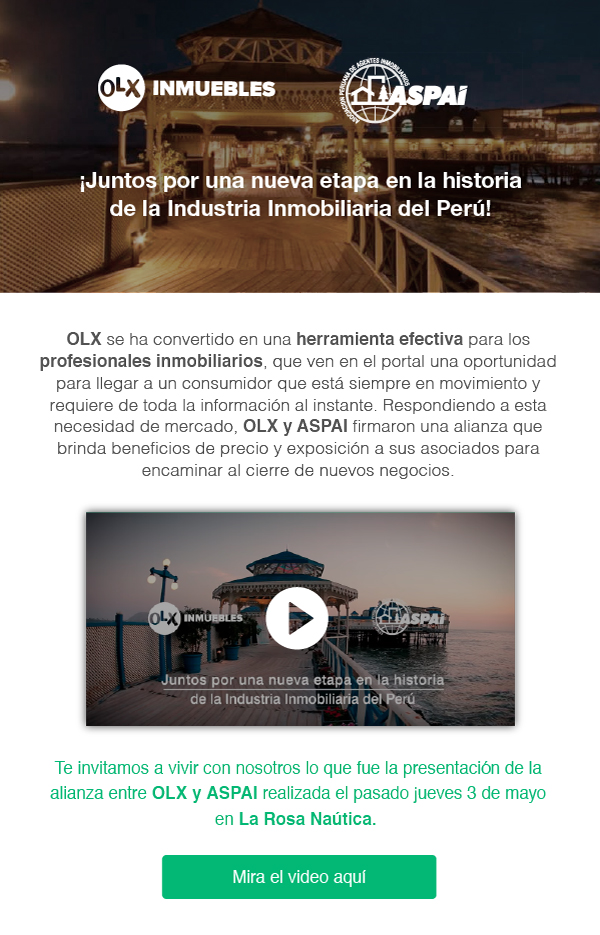 OLX INMUEBLES
ASOCIACIÓN PERUANA DE AGENTES INMOBILIARIOS
ASPAI
¡Juntos por una nueva etapa en la historia
de la Industria Inmobiliaria del Perú!
OLX se ha convertido en una herramienta efectiva para los
profesionales inmobiliarios, que ven en el portal una oportunidad
para llegar a un consumidor que está siempre en movimiento y
requiere de toda la información al instante. Respondiendo a esta
necesidad de mercado, OLX y ASPAI firmaron una alianza que
brinda beneficios de precio y exposición a sus asociados para
encaminar al cierre de nuevos negocios.
OLX INMUEBLES
ASPAI
Juntos por una nueva etapa en la historia
de la Industria Inmobiliaria del Perú
Te invitamos a vivir con nosotros lo que fue la presentación de la
alianza entre OLX y ASPAI realizada el pasado jueves 3 de mayo
en La Rosa Naútica.
Mira el video aquí